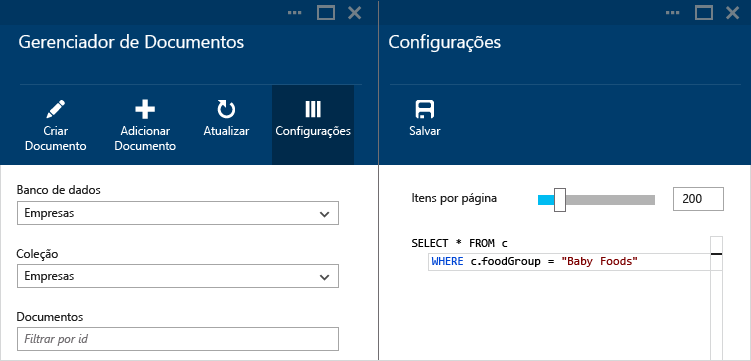 Gerenciador de Documentos
Criar
Documento
Adicionar
Documento
Atualizar
Configurações
Banco de dados
Empresas
Coleção
Empresas
Documentos
Filtrar por id
Configurações
Salvar
Itens por página
200
SELECT * FROM c
WHERE c.foodGroup = "Baby Foods"